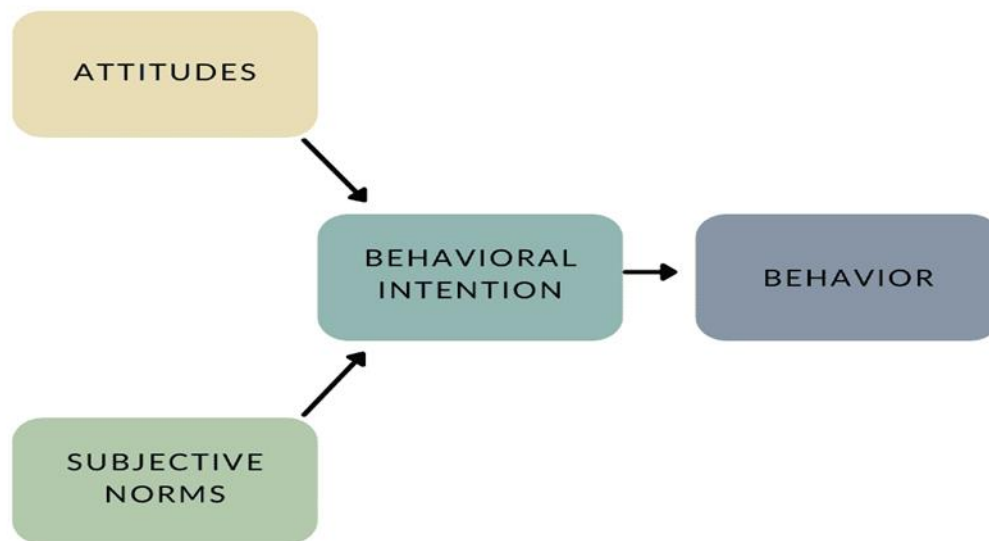 ATTITUDES
BEHAVIORAL
INTENTION
BEHAVIOR
SUBJECTIVE
NORMS